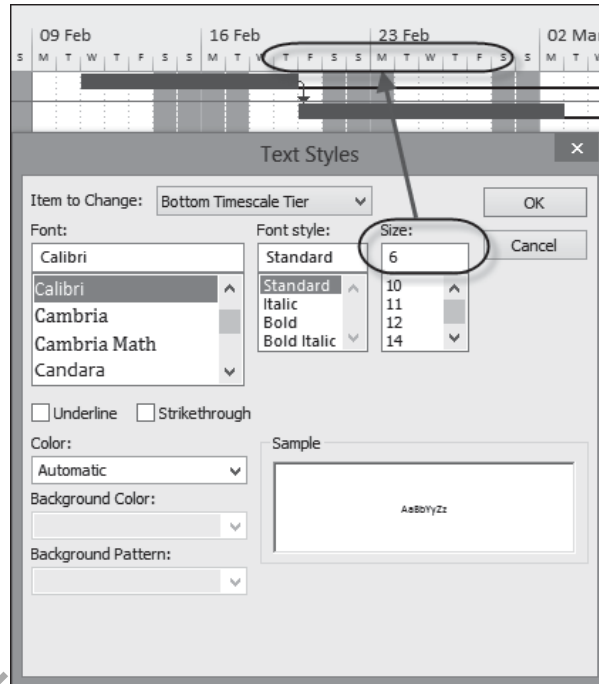 09 Feb 16 Feb 23 Feb 02 Mar
S M T W T F S S M T W T F S S M T W T F S S M T W
Text Styles ×
Item to Change: Bottom Timescale Tier OK
Font: Font style: Size:
Calibri Standard 6 Cancel
Calibri Standard 10
Cambria Italic 11
Cambria Math Bold 12
Candara Bold Italic 14
Underline Strikethrough
Color: Sample
Automatic
Background Color: AaBbYyZz
Background Pattern: